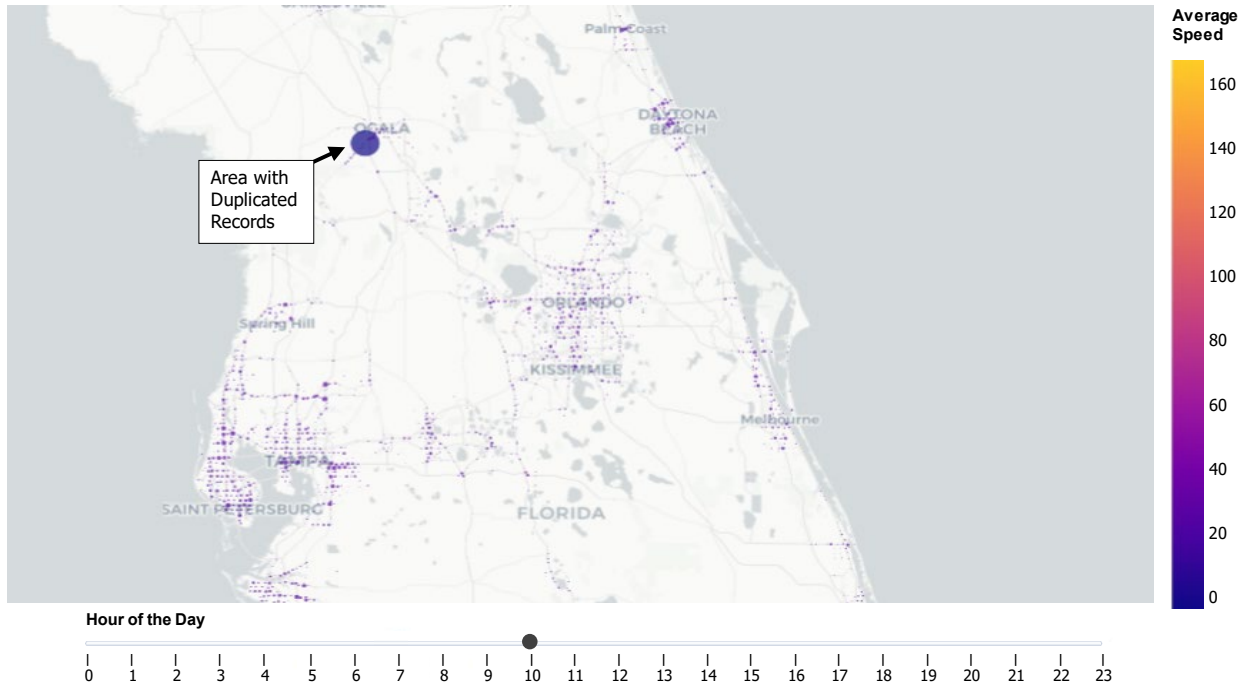 Palm Coast
DAYTONA
BEACH
OCALA
Area with
Duplicated
Records
ORLANDO
Spring Hill
KISSIMMEE
Melbourne
TAMPA
SAINT PETERSBURG
FLORIDA
Average
Speed
160
140
120
100
80
60
40
20
0
Hour of the Day
0 1 2 3 4 5 6 7 8 9 10 11 12 13 14 15 16 17 18 19 20 21 22 23